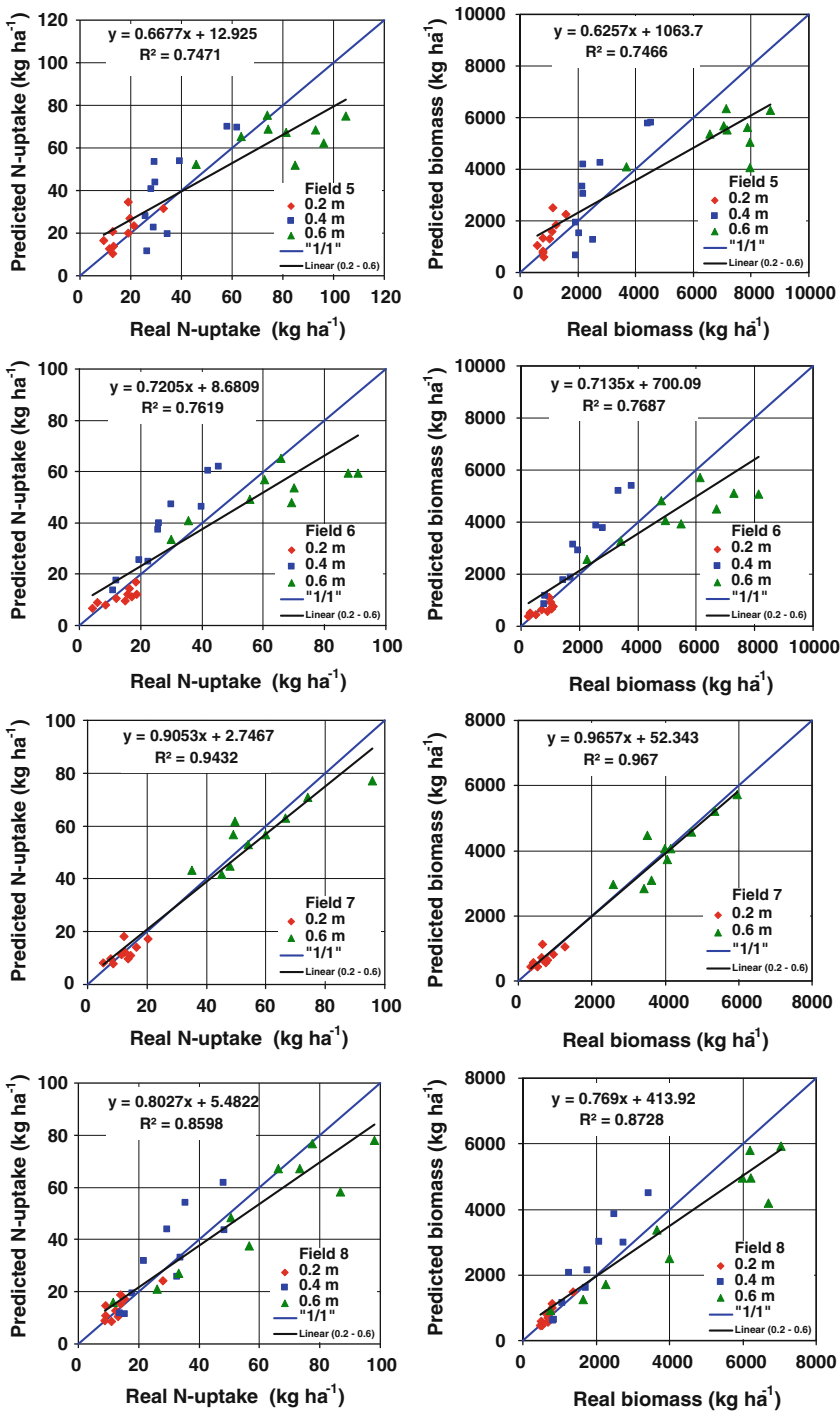 y = 0.6677x + 12.925
R² = 0.7471
Predicted N-uptake (kg ha⁻¹)
120
100
80
60
40
20
0
Field 5
0.2 m
0.4 m
0.6 m
"1/1"
Linear (0.2 - 0.6)
0 20 40 60 80 100 120
Real N-uptake (kg ha⁻¹)
y = 0.6257x + 1063.7
R² = 0.7466
Predicted biomass (kg ha⁻¹)
10000
8000
6000
4000
2000
0
Field 5
0.2 m
0.4 m
0.6 m
"1/1"
Linear (0.2 - 0.6)
0 2000 4000 6000 8000 10000
Real biomass (kg ha⁻¹)
y = 0.7205x + 8.6809
R² = 0.7619
Predicted N-uptake (kg ha⁻¹)
100
80
60
40
20
0
Field 6
0.2 m
0.4 m
0.6 m
"1/1"
Linear (0.2 - 0.6)
0 20 40 60 80 100
Real N-uptake (kg ha⁻¹)
y = 0.7135x + 700.09
R² = 0.7687
Predicted biomass (kg ha⁻¹)
10000
8000
6000
4000
2000
0
Field 6
0.2 m
0.4 m
0.6 m
"1/1"
Linear (0.2 - 0.6)
0 2000 4000 6000 8000 10000
Real biomass (kg ha⁻¹)
y = 0.9053x + 2.7467
R² = 0.9432
Predicted N-uptake (kg ha⁻¹)
100
80
60
40
20
0
Field 7
0.2 m
0.6 m
"1/1"
Linear (0.2 - 0.6)
0 20 40 60 80 100
Real N-uptake (kg ha⁻¹)
y = 0.9657x + 52.343
R² = 0.967
Predicted biomass (kg ha⁻¹)
8000
6000
4000
2000
0
Field 7
0.2 m
0.6 m
"1/1"
Linear (0.2 - 0.6)
0 2000 4000 6000 8000
Real biomass (kg ha⁻¹)
y = 0.8027x + 5.4822
R² = 0.8598
Predicted N-uptake (kg ha⁻¹)
100
80
60
40
20
0
Field 8
0.2 m
0.4 m
0.6 m
"1/1"
Linear (0.2 - 0.6)
0 20 40 60 80 100
Real N-uptake (kg ha⁻¹)
y = 0.769x + 413.92
R² = 0.8728
Predicted biomass (kg ha⁻¹)
8000
6000
4000
2000
0
Field 8
0.2 m
0.4 m
0.6 m
"1/1"
Linear (0.2 - 0.6)
0 2000 4000 6000 8000
Real biomass (kg ha⁻¹)